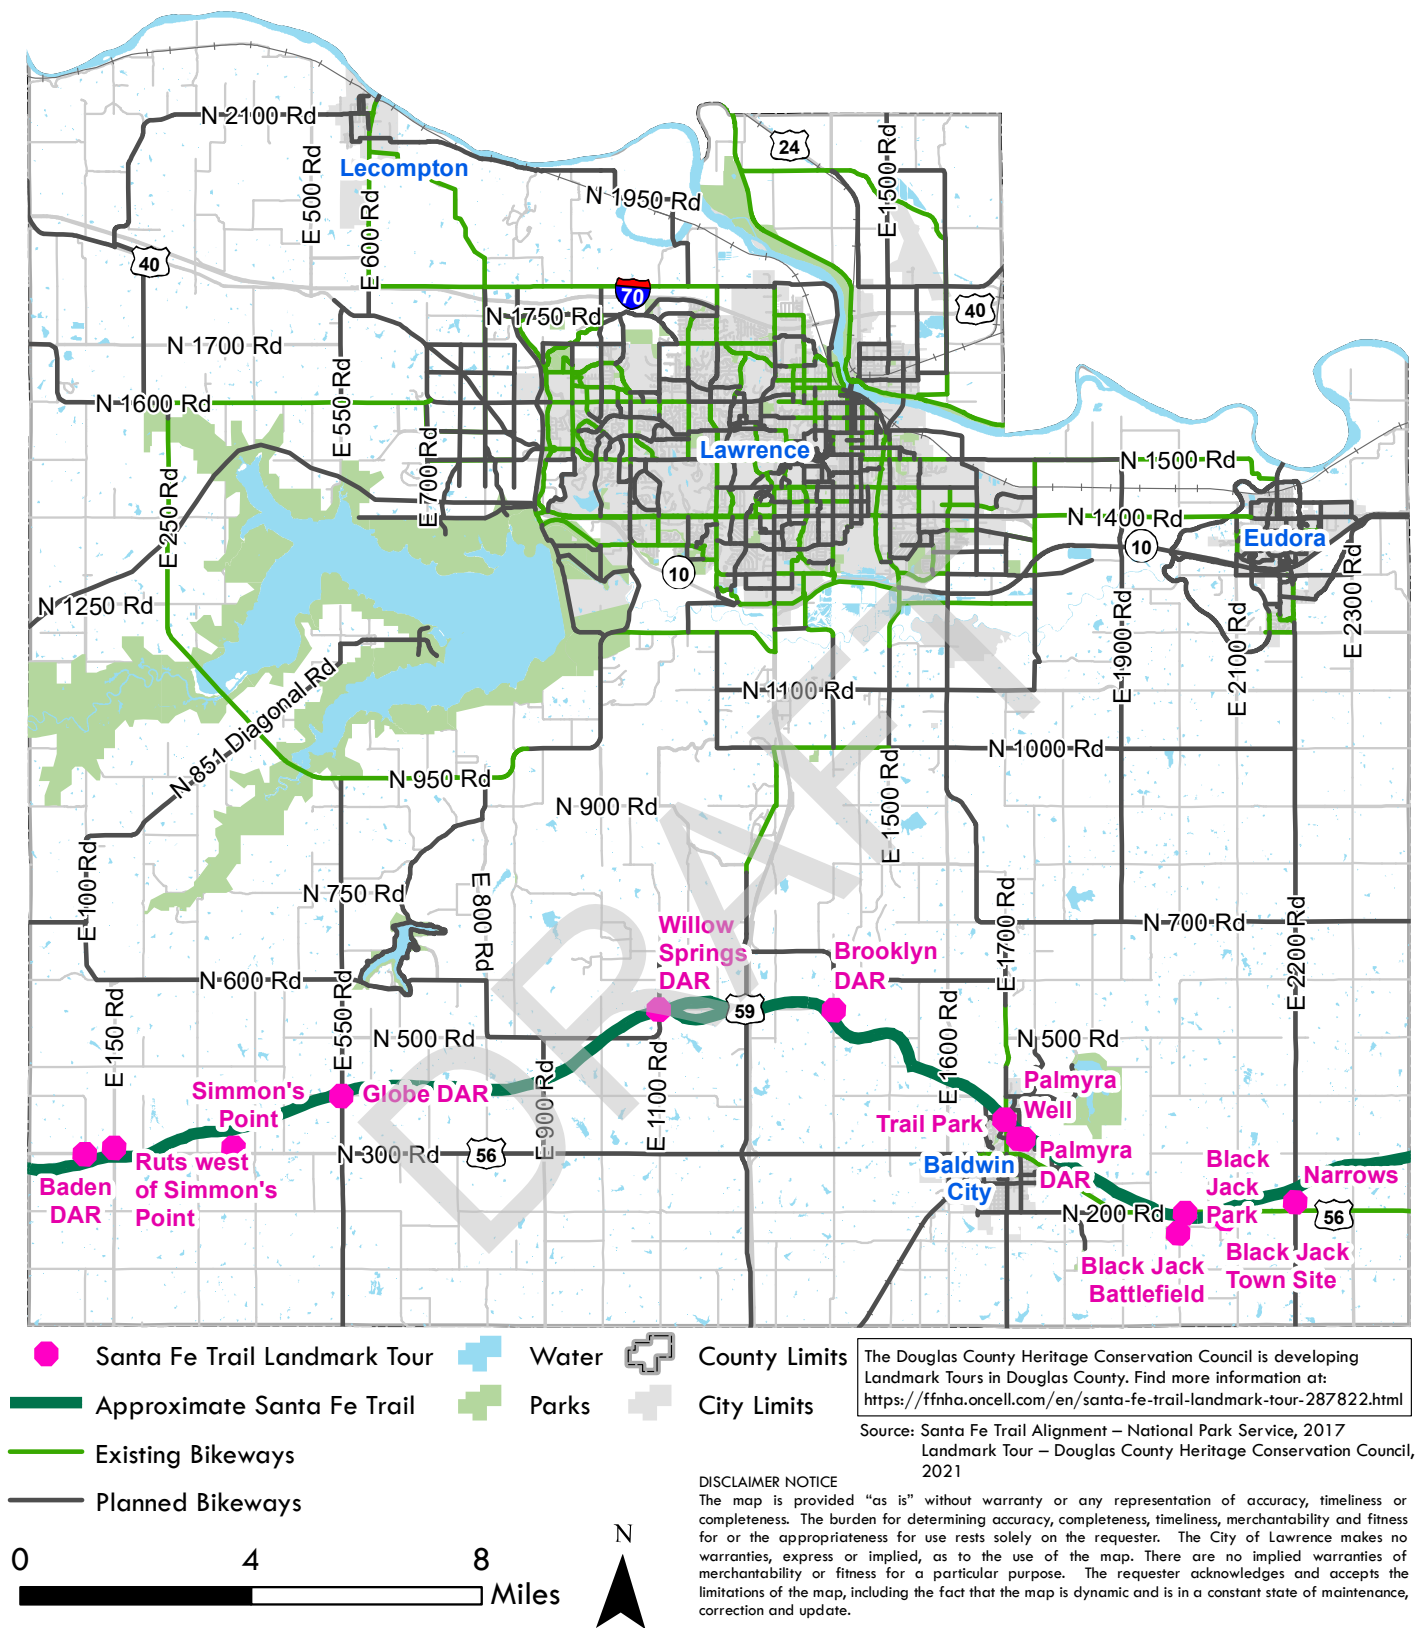 N 2100 Rd
24
Lecompton
E 500 Rd
E 600 Rd
N 1950 Rd
E 1500 Rd
40
70
40
N 1750 Rd
N 1700 Rd
E 550 Rd
N 1600 Rd
Lawrence
N 1500 Rd
E 700 Rd
E 250 Rd
N 1400 Rd
Eudora
10
10
N 1250 Rd
E 1900 Rd
E 2100 Rd
E 2300 Rd
N 851 Diagonal Rd
N 1100 Rd
N 1000 Rd
N 950 Rd
N 900 Rd
E 1500 Rd
E 100 Rd
N 750 Rd
E 800 Rd
E 1700 Rd
N 700 Rd
E 2200 Rd
DRAFT
Willow
Springs
DAR
Brooklyn
DAR
N 600 Rd
E 150 Rd
E 550 Rd
59
N 500 Rd
E 1600 Rd
N 500 Rd
Simmon's
Point
Globe DAR
E 900 Rd
E 1100 Rd
Palmyra
Well
Trail Park
N 300 Rd
56
Palmyra
DAR
Baldwin
City
Baden
DAR
Ruts west
of Simmon's
Point
Black
Jack
Park
Narrows
N 200 Rd
56
Black Jack
Battlefield
Black Jack
Town Site
Santa Fe Trail Landmark Tour
Approximate Santa Fe Trail
Existing Bikeways
Planned Bikeways
Water
Parks
County Limits
City Limits
The Douglas County Heritage Conservation Council is developing
Landmark Tours in Douglas County. Find more information at:
https://ffnha.oncell.com/en/santa-fe-trail-landmark-tour-287822.html
Source: Santa Fe Trail Alignment – National Park Service, 2017
Landmark Tour – Douglas County Heritage Conservation Council,
2021
DISCLAIMER NOTICE
The map is provided “as is” without warranty or any representation of accuracy, timeliness or
completeness. The burden for determining accuracy, completeness, timeliness, merchantability and fitness
for or the appropriateness for use rests solely on the requester. The City of Lawrence makes no
warranties, express or implied, as to the use of the map. There are no implied warranties of
merchantability or fitness for a particular purpose. The requester acknowledges and accepts the
limitations of the map, including the fact that the map is dynamic and is in a constant state of maintenance,
correction and update.
0 4 8
Miles
N